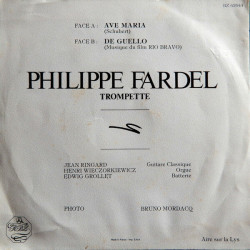 FACE A : AVE MARIA
(Schubert)
FACE B : DE GUELLO
(Musique du film RIO BRAVO)
PHILIPPE FARDEL
TROMPETTE
JEAN RINGARD Guitare Classique
HENRI WIECZORKIEWICZ Orgue
EDWIG GROLLET Batterie
PHOTO BRUNO MORDACQ
Aire sur la Lys